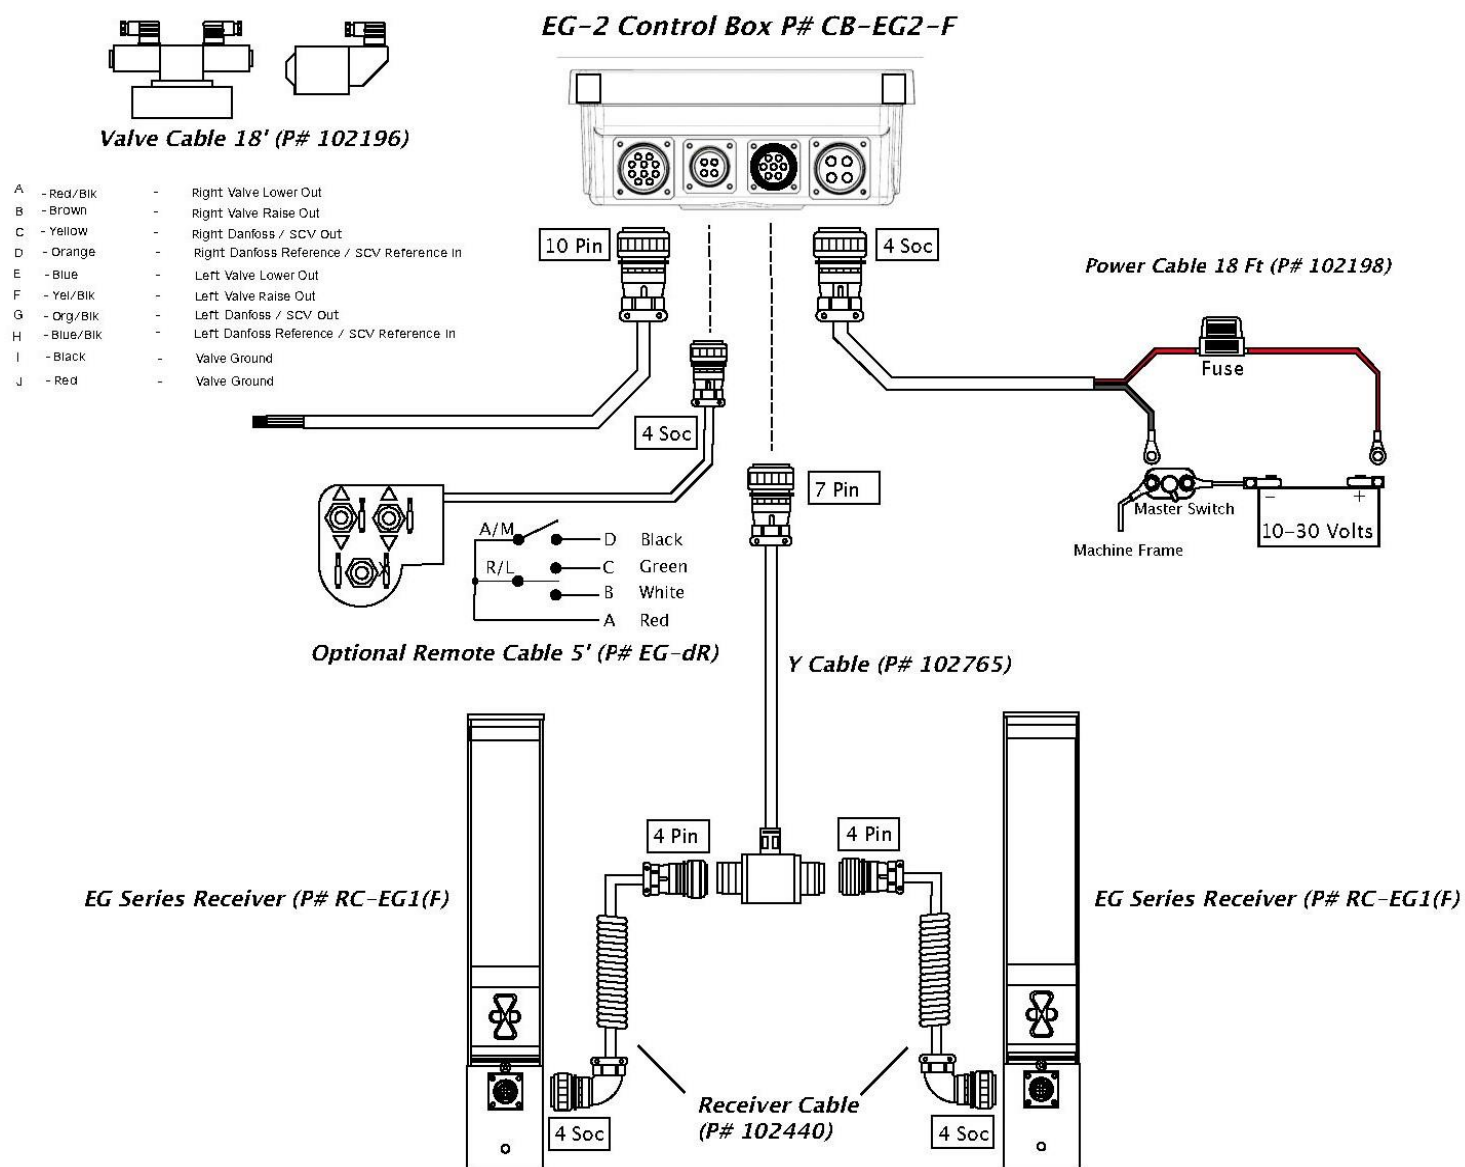 EG-2 Control Box P# CB-EG2-F
Valve Cable 18' (P# 102196)
A - Red/Blk - Right Valve Lower Out
B - Brown - Right Valve Raise Out
C - Yellow - Right Danfoss / SCV Out
D - Orange - Right Danfoss Reference / SCV Reference In
E - Blue - Left Valve Lower Out
F - Yel/Blk - Left Valve Raise Out
G - Org/Blk - Left Danfoss / SCV Out
H - Blue/Blk - Left Danfoss Reference / SCV Reference In
I - Black - Valve Ground
J - Red - Valve Ground
10 Pin
4 Soc
Power Cable 18 Ft (P# 102198)
Fuse
4 Soc
7 Pin
Master Switch
- +
10-30 Volts
Machine Frame
A/M
D Black
R/L
C Green
B White
A Red
Optional Remote Cable 5' (P# EG-dR)
Y Cable (P# 102765)
4 Pin
4 Pin
EG Series Receiver (P# RC-EG1(F)
EG Series Receiver (P# RC-EG1(F)
Receiver Cable
(P# 102440)
4 Soc
4 Soc